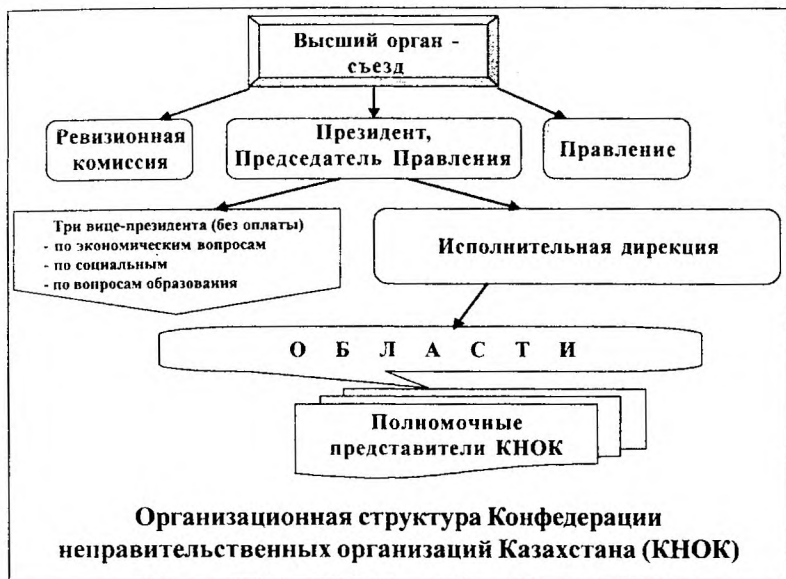 Высший орган -
съезд
Ревизионная
комиссия
Президент,
Председатель Правления
Правление
Три вице-президента (без оплаты)
- по экономическим вопросам
- по социальным
- по вопросам образования
Исполнительная дирекция
О Б Л А С Т И
Полномочные
представители КНОК
Организационная структура Конфедерации
неправительственных организаций Казахстана (КНОК)